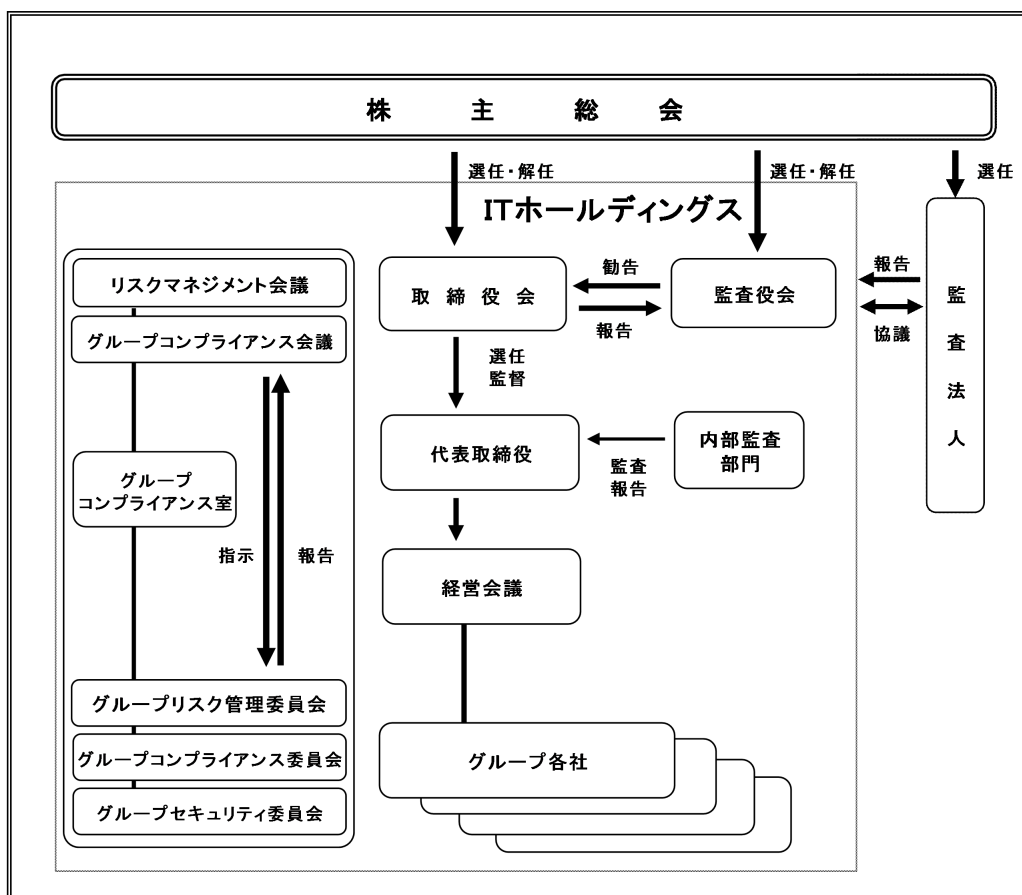 株主総会
選任・解任
選任・解任
選任
ITホールディングス
リスクマネジメント会議
グループコンプライアンス会議
グループ
コンプライアンス室
指示
報告
グループリスク管理委員会
グループコンプライアンス委員会
グループセキュリティ委員会
取締役会
勧告
報告
監査役会
報告
協議
監査法人
選任
監督
代表取締役
監査
報告
内部監査
部門
経営会議
グループ各社